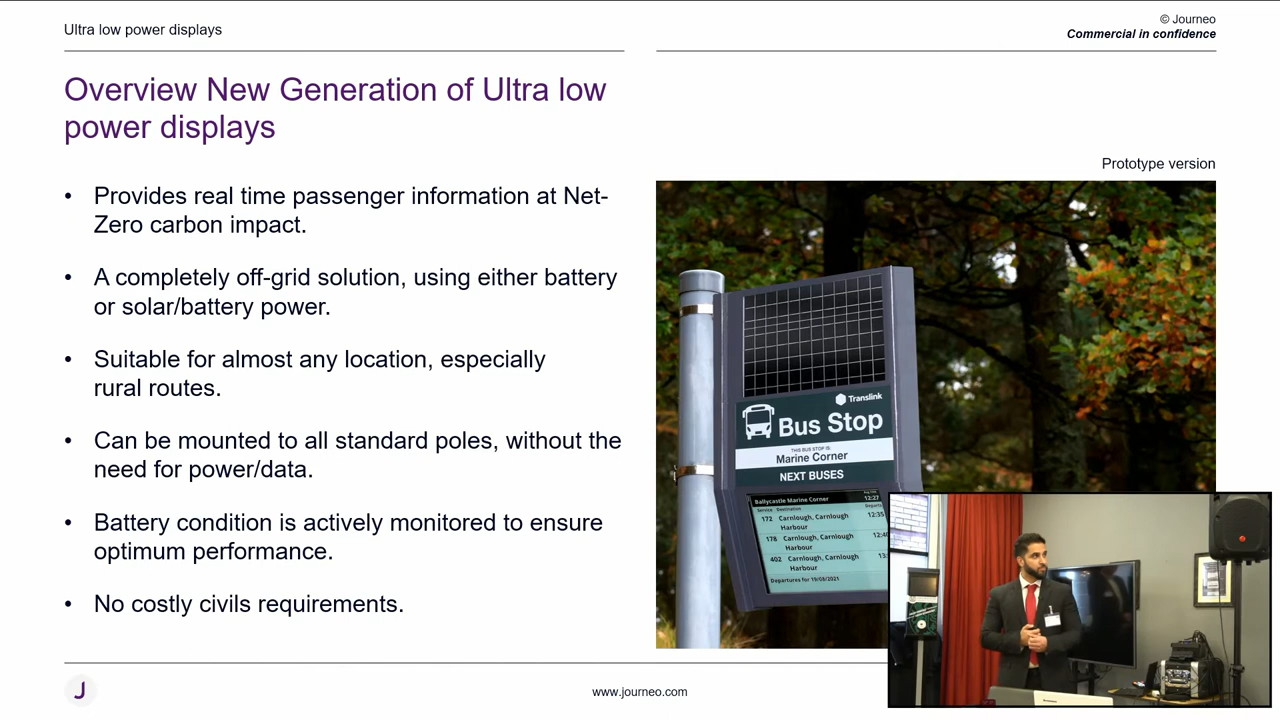 Ultra low power displays
© Journeo
Commercial in confidence
Overview New Generation of Ultra low
power displays
Prototype version
• Provides real time passenger information at Net-
Zero carbon impact.
• A completely off-grid solution, using either battery
or solar/battery power.
• Suitable for almost any location, especially
rural routes.
• Can be mounted to all standard poles, without the
need for power/data.
• Battery condition is actively monitored to ensure
optimum performance.
• No costly civils requirements.
Translink
Bus Stop
THIS BUS STOP IS:
Marine Corner
NEXT BUSES
Ballycastle Marine Corner 12:27
Service Destination Departs
172 Carnlough, Carnlough 12:35
Harbour
178 Carnlough, Carnlough
Harbour
402 Carnlough, Carnlough
Harbour
Departures for 19/08/2021
J
www.journeo.com